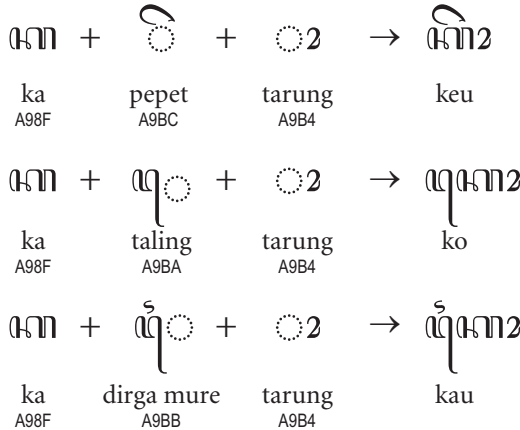 ꦏ + ◌ꦼ + ◌ꦴ → ꦏꦼꦴ
ka pepet tarung keu
A98F A9BC A9B4
ꦏ + ꦺ◌ + ◌ꦴ → ꦏꦺꦴ
ka taling tarung ko
A98F A9BA A9B4
ꦏ + ꦻ◌ + ◌ꦴ → ꦏꦻꦴ
ka dirga mure tarung kau
A98F A9BB A9B4